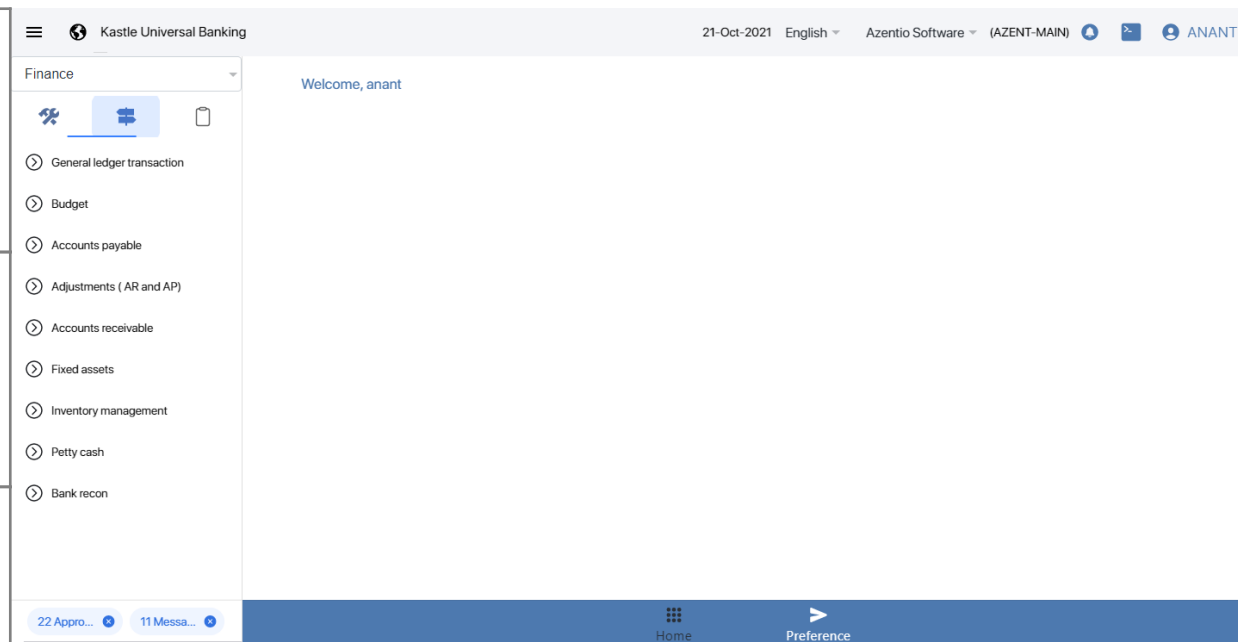 Kastle Universal Banking 21-Oct-2021 English Azentio Software (AZENT-MAIN) ANANT
Finance
Welcome, anant
General ledger transaction
Budget
Accounts payable
Adjustments ( AR and AP)
Accounts receivable
Fixed assets
Inventory management
Petty cash
Bank recon
22 Appro... 11 Messa...
Home Preference